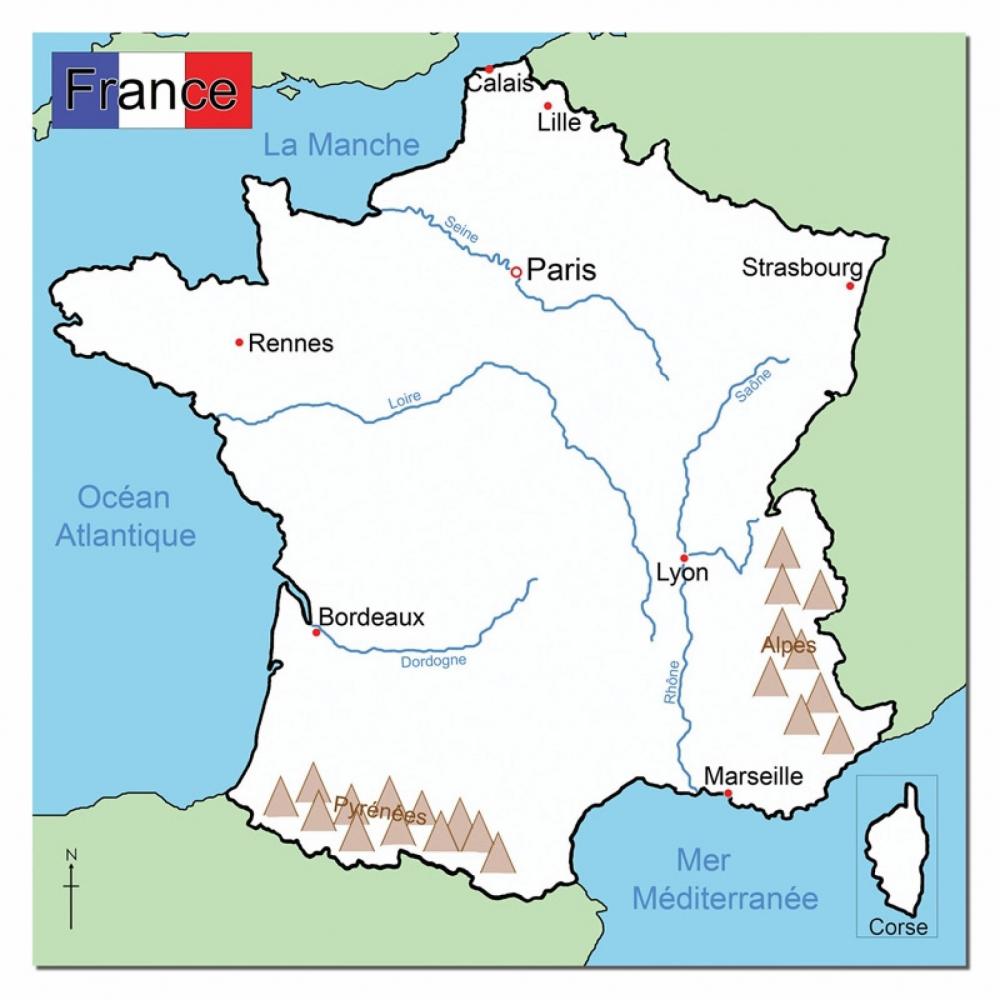 France
Calais
Lille
La Manche
Seine
Paris
Strasbourg
Rennes
Saône
Loire
Océan
Atlantique
Lyon
Bordeaux
Alpes
Dordogne
Rhône
Marseille
Pyrénées
N
Mer
Méditerranée
Corse